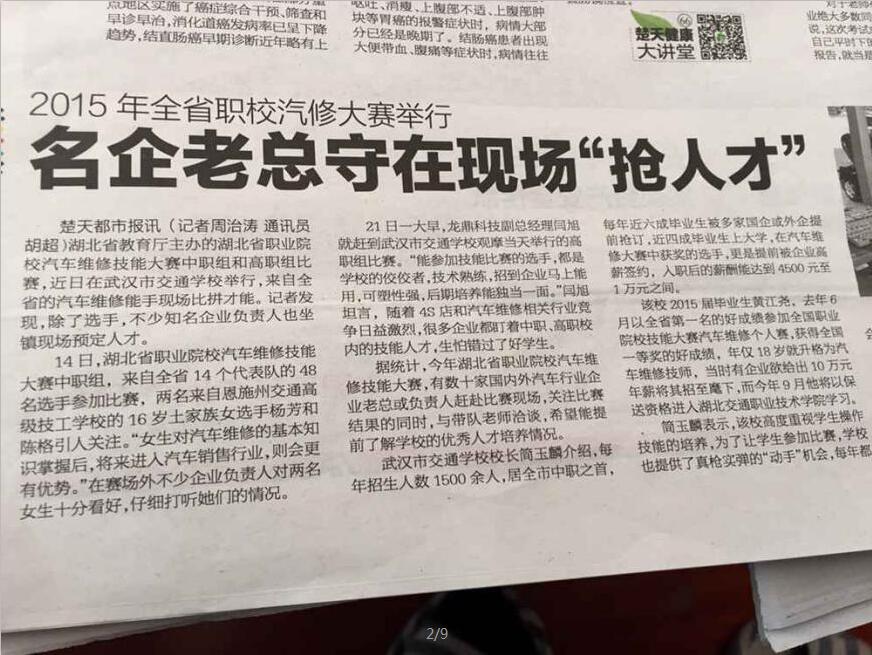 点地区实施了癌症综合干预、筛查和
早诊早治，消化道癌发病率已呈下降
趋势，结直肠癌早期诊断近年略有上
呕吐、消瘦、上腹部不适、上腹部肿
块等胃癌的报警症状时，病情大部
分已经是晚期了。结肠癌患者出现
大便带血、腹痛等症状时，病情往往
66
楚天健康
大讲堂
对于老师
业绝大多数同
说，这次考试
自己平时下的
报告，就当是
2015 年全省职校汽修大赛举行
名企老总守在现场“抢人才”
楚天都市报讯（记者周治涛 通讯员
胡超）湖北省教育厅主办的湖北省职业院
校汽车维修技能大赛中职组和高职组比
赛，近日在武汉市交通学校举行，来自全
省的汽车维修能手现场比拼才能。记者发
现，除了选手，不少知名企业负责人也坐
镇现场预定人才。
14 日，湖北省职业院校汽车维修技能
大赛中职组，来自全省 14 个代表队的 48
名选手参加比赛，两名来自恩施州交通高
级技工学校的 16 岁土家族女选手杨芳和
陈格引人关注。“女生对汽车维修的基本知
识掌握后，将来进入汽车销售行业，则会更
有优势。”在赛场外不少企业负责人对两名
女生十分看好，仔细打听她们的情况。
21 日一大早，龙鼎科技副总经理闫旭
就赶到武汉市交通学校观摩当天举行的高
职组比赛。“能参加技能比赛的选手，都是
学校的佼佼者，技术熟练，招到企业马上能
用，可塑性强，后期培养能独当一面。”闫旭
坦言，随着 4S 店和汽车维修相关行业竞
争日益激烈，很多企业都盯着中职、高职校
内的技能人才，生怕错过了好学生。
据统计，今年湖北省职业院校汽车维
修技能大赛，有数十家国内外汽车行业企
业老总或负责人赶赴比赛现场，关注比赛
结果的同时，与带队老师洽谈，希望能提
前了解学校的优秀人才培养情况。
武汉市交通学校校长简玉麟介绍，每
年招生人数 1500 余人，居全市中职之首，
每年近六成毕业生被多家国企或外企提
前抢订，近四成毕业生上大学，在汽车维
修大赛中获奖的选手，更是提前被企业高
薪签约，入职后的薪酬能达到 4500 元至
1 万元之间。
该校 2015 届毕业生黄江尧，去年 6
月以全省第一名的好成绩参加全国职业
院校技能大赛汽车维修个人赛，获得全国
一等奖的好成绩，年仅 18 岁就升格为汽
车维修技师，当时有企业欲给出 10 万元
年薪将其招至麾下，而今年 9 月他将以保
送资格进入湖北交通职业技术学院学习。
简玉麟表示，该校高度重视学生操作
技能的培养，为了让学生参加比赛，学校
也提供了真枪实弹的“动手”机会，每年都
2/9